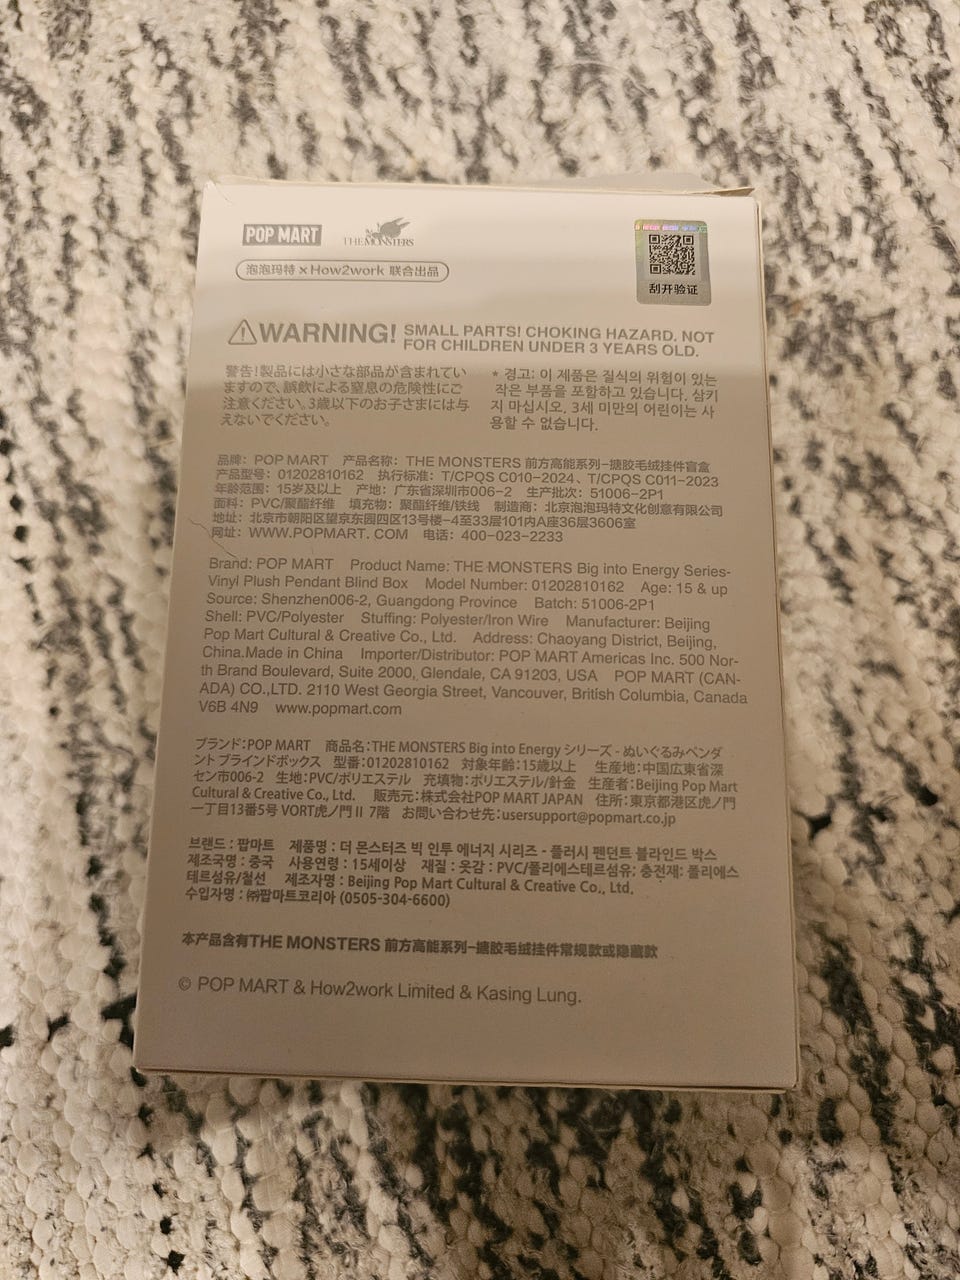 POP MART THE MONSTERS
泡泡玛特 × How2work 联合出品
刮开验证
WARNING! SMALL PARTS! CHOKING HAZARD. NOT
FOR CHILDREN UNDER 3 YEARS OLD.
警告!製品には小さな部品が含まれてい
ますので、誤飲による窒息の危険性にご
注意ください。3歳以下のお子さまには与
えないでください。
* 경고: 이 제품은 질식의 위험이 있는
작은 부품을 포함하고 있습니다. 삼키
지 마십시오. 3세 미만의 어린이는 사
용할 수 없습니다.
品牌：POP MART 产品名称：THE MONSTERS 前方高能系列-搪胶毛绒挂件盲盒
产品型号：01202810162 执行标准：T/CPQS C010-2024、T/CPQS C011-2023
年龄范围：15岁及以上 产地：广东省深圳市006-2 生产批次：51006-2P1
面料：PVC/聚酯纤维 填充物：聚酯纤维/铁线 制造商：北京泡泡玛特文化创意有限公司
地址：北京市朝阳区望京东园四区13号楼-4至33层101内A座36层3606室
网址：WWW.POPMART.COM 电话：400-023-2233
Brand: POP MART Product Name: THE MONSTERS Big into Energy Series-
Vinyl Plush Pendant Blind Box Model Number: 01202810162 Age: 15 & up
Source: Shenzhen006-2, Guangdong Province Batch: 51006-2P1
Shell: PVC/Polyester Stuffing: Polyester/Iron Wire Manufacturer: Beijing
Pop Mart Cultural & Creative Co., Ltd. Address: Chaoyang District, Beijing,
China.Made in China Importer/Distributor: POP MART Americas Inc. 500 Nor-
th Brand Boulevard, Suite 2000, Glendale, CA 91203, USA POP MART (CAN-
ADA) CO.,LTD. 2110 West Georgia Street, Vancouver, British Columbia, Canada
V6B 4N9 www.popmart.com
ブランド:POP MART 商品名:THE MONSTERS Big into Energy シリーズ - ぬいぐるみペンダ
ント ブラインドボックス 型番:01202810162 対象年齢:15歳以上 生産地:中国広東省深
セン市006-2 生地:PVC/ポリエステル 充填物:ポリエステル/針金 生産者:Beijing Pop Mart
Cultural & Creative Co., Ltd. 販売元:株式会社POP MART JAPAN 住所:東京都港区虎ノ門
一丁目13番5号 VORT虎ノ門 II 7階 お問い合わせ先:usersupport@popmart.co.jp
브랜드 : 팝마트 제품명 : 더 몬스터즈 빅 인투 에너지 시리즈 - 플러시 펜던트 블라인드 박스
제조국명 : 중국 사용연령 : 15세이상 재질 : 옷감 : PVC/폴리에스테르섬유; 충전재: 폴리에스
테르섬유/철선 제조자명 : Beijing Pop Mart Cultural & Creative Co., Ltd.
수입자명 : ㈜팝마트코리아 (0505-304-6600)
本产品含有THE MONSTERS 前方高能系列-搪胶毛绒挂件常规款或隐藏款
© POP MART & How2work Limited & Kasing Lung.